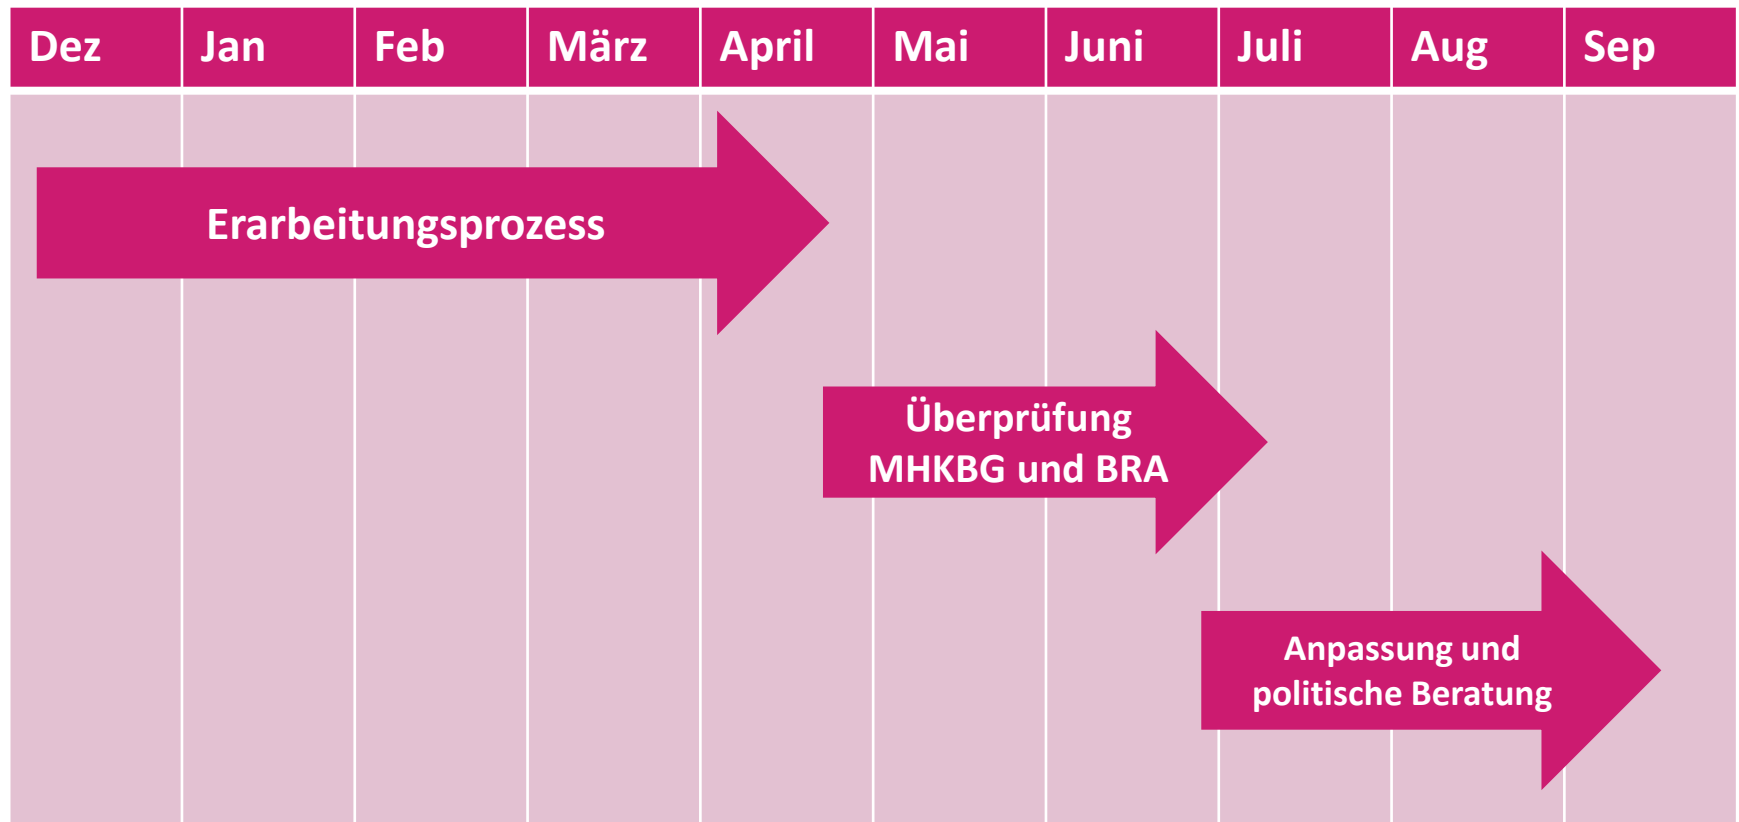 Dez Jan Feb März April Mai Juni Juli Aug Sep
Erarbeitungsprozess
Überprüfung
MHKBG und BRA
Anpassung und
politische Beratung